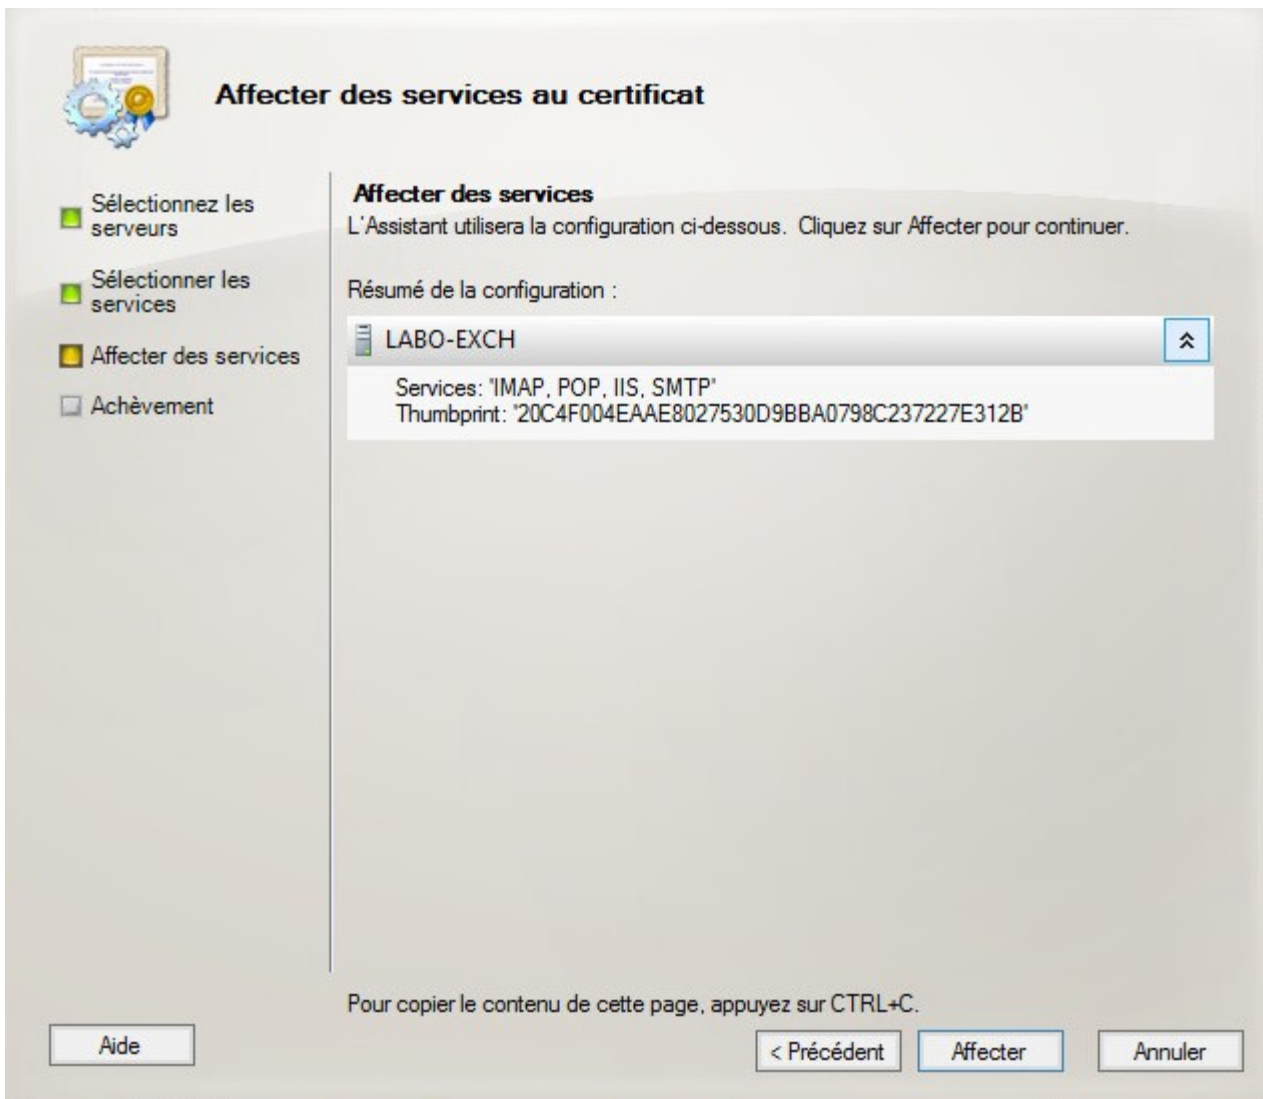 Affecter des services au certificat
Sélectionnez les
serveurs
Sélectionner les
services
Affecter des services
Achèvement
Affecter des services
L'Assistant utilisera la configuration ci-dessous. Cliquez sur Affecter pour continuer.
Résumé de la configuration :
LABO-EXCH
Services: 'IMAP, POP, IIS, SMTP'
Thumbprint: '20C4F004EAAE8027530D9BBA0798C237227E312B'
Pour copier le contenu de cette page, appuyez sur CTRL+C.
Aide
< Précédent
Affecter
Annuler